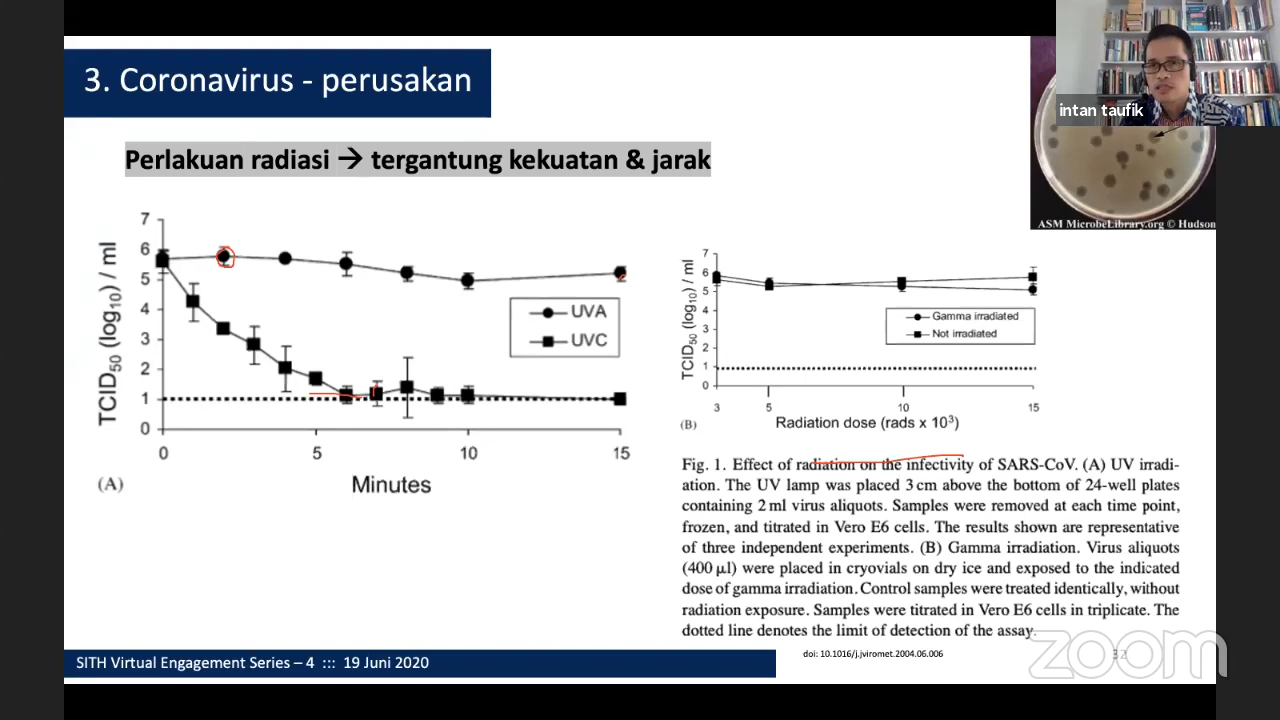 3. Coronavirus - perusakan
intan taufik
Perlakuan radiasi → tergantung kekuatan & jarak
ASM MicrobeLibrary.org © Hudson
7
6
5
4
3
2
1
0
TCID50 (log10) / ml
UVA
UVC
0
5
10
15
(A)
Minutes
7
6
5
4
3
2
1
0
TCID50 (log10) / ml
Gamma irradiated
Not irradiated
3
5
10
15
(B)
Radiation dose (rads x 10³)
Fig. 1. Effect of radiation on the infectivity of SARS-CoV. (A) UV irradi-
ation. The UV lamp was placed 3 cm above the bottom of 24-well plates
containing 2 ml virus aliquots. Samples were removed at each time point,
frozen, and titrated in Vero E6 cells. The results shown are representative
of three independent experiments. (B) Gamma irradiation. Virus aliquots
(400 µl) were placed in cryovials on dry ice and exposed to the indicated
dose of gamma irradiation. Control samples were treated identically, without
radiation exposure. Samples were titrated in Vero E6 cells in triplicate. The
dotted line denotes the limit of detection of the assay.
SITH Virtual Engagement Series – 4 ::: 19 Juni 2020
doi: 10.1016/j.jviromet.2004.06.006
32
zoom